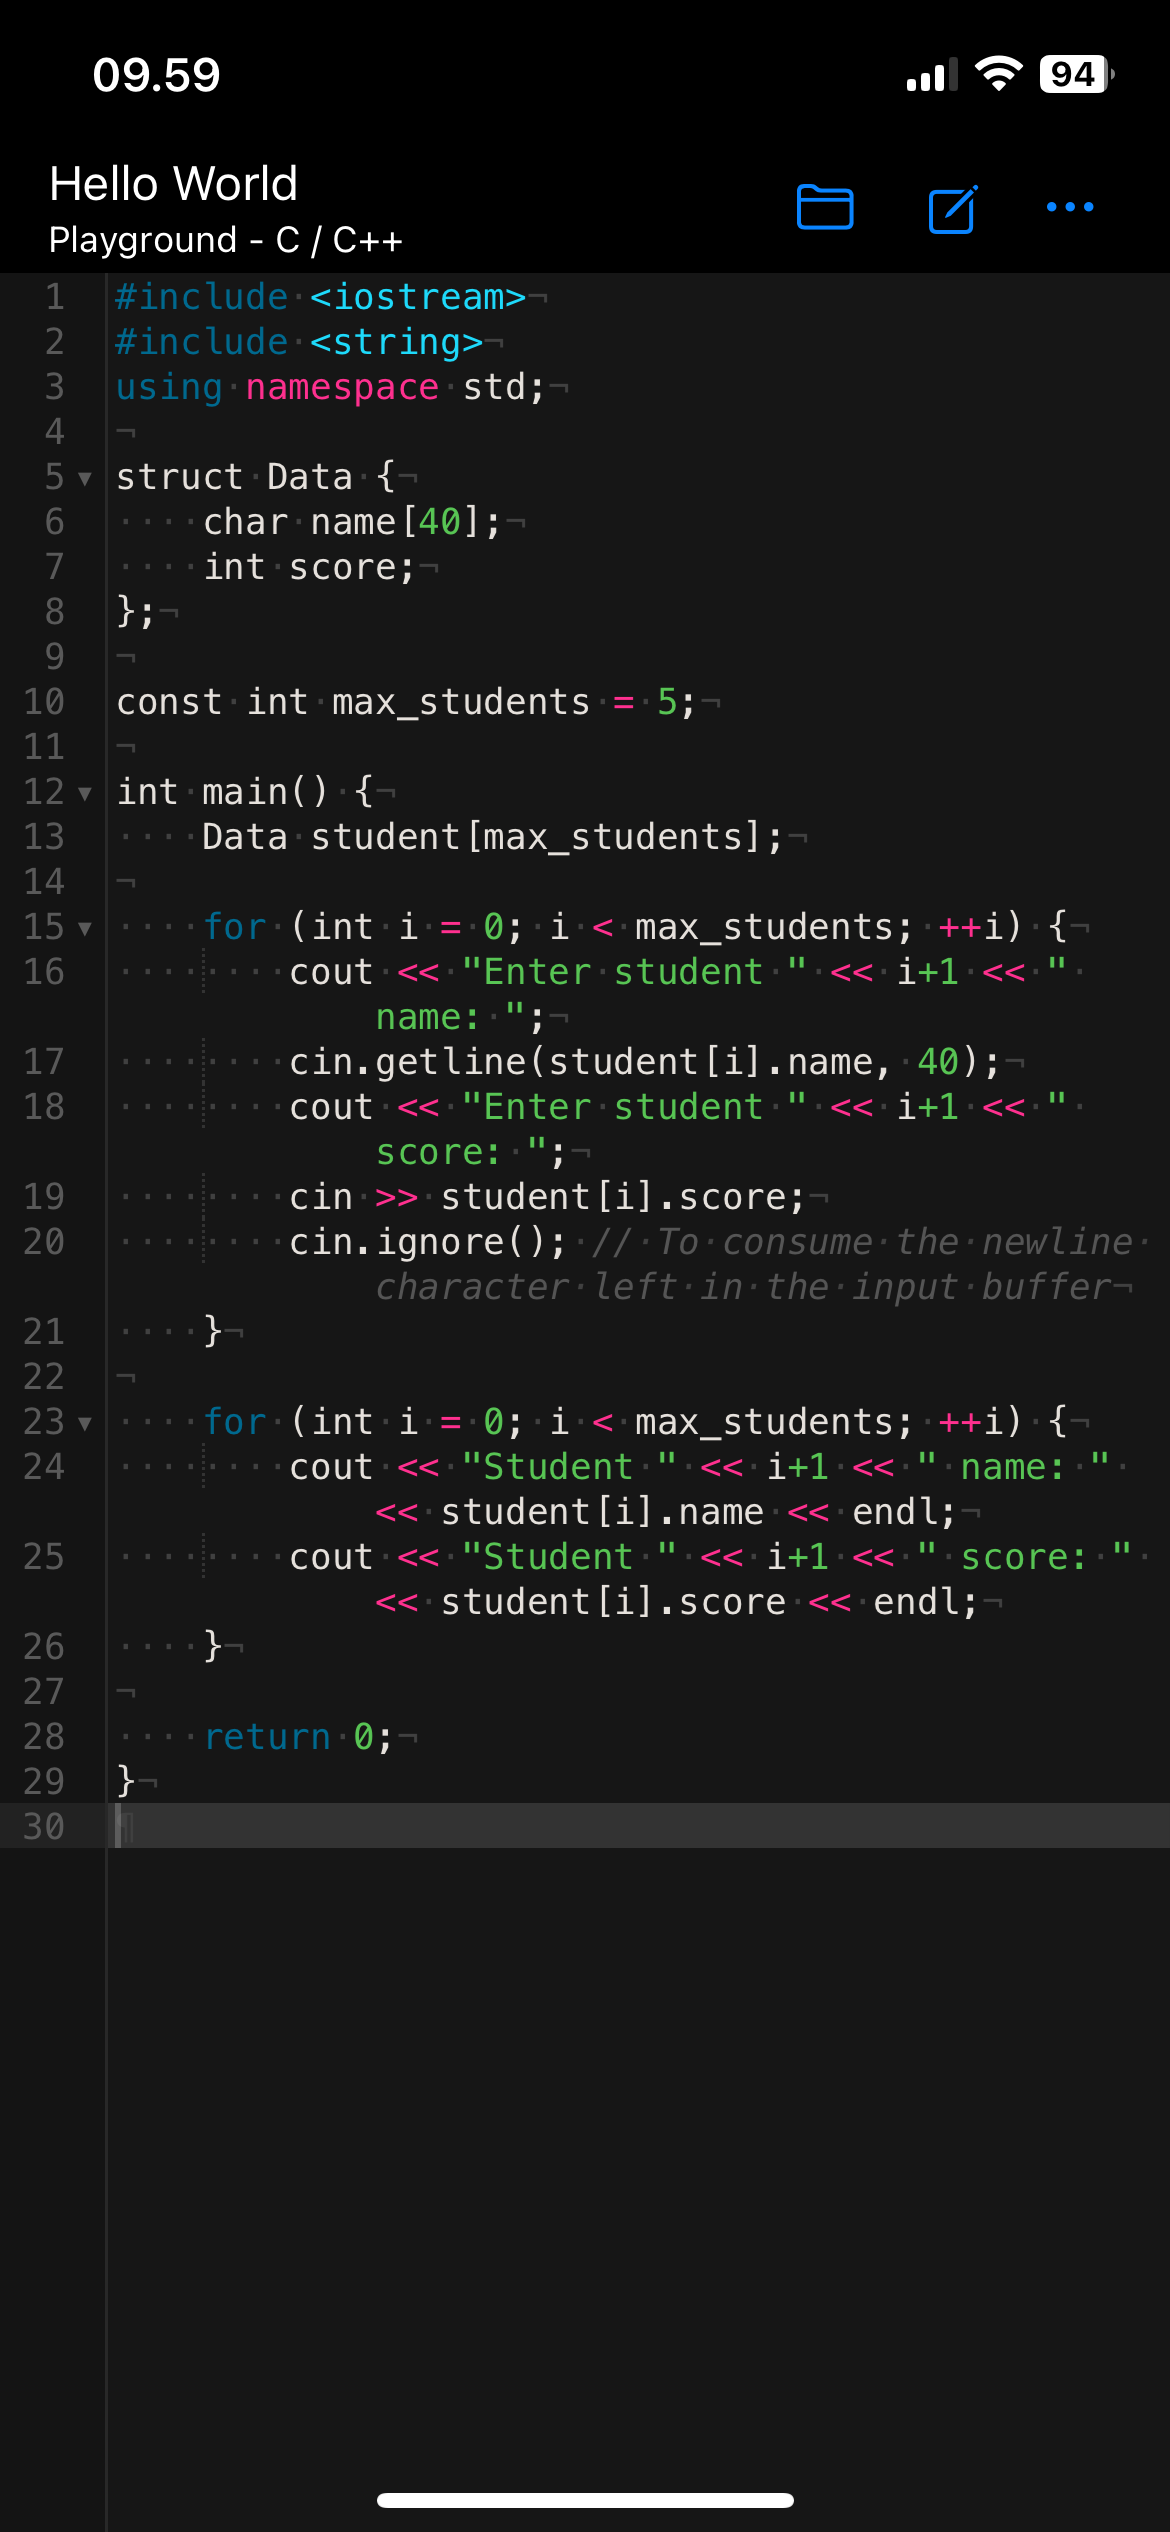 09.59
94
Hello World
Playground - C / C++
1 #include <iostream>¬
2 #include <string>¬
3 using namespace std;¬
4 ¬
5 struct Data {¬
6     char name[40];¬
7     int score;¬
8 };¬
9 ¬
10 const int max_students = 5;¬
11 ¬
12 int main() {¬
13     Data student[max_students];¬
14 ¬
15     for (int i = 0; i < max_students; ++i) {¬
16         cout << "Enter student " << i+1 << "
name: ";¬
17         cin.getline(student[i].name, 40);¬
18         cout << "Enter student " << i+1 << "
score: ";¬
19         cin >> student[i].score;¬
20         cin.ignore(); // To consume the newline
character left in the input buffer¬
21     }¬
22 ¬
23     for (int i = 0; i < max_students; ++i) {¬
24         cout << "Student " << i+1 << " name: "
<< student[i].name << endl;¬
25         cout << "Student " << i+1 << " score: "
<< student[i].score << endl;¬
26     }¬
27 ¬
28     return 0;¬
29 }¬
30 ¶